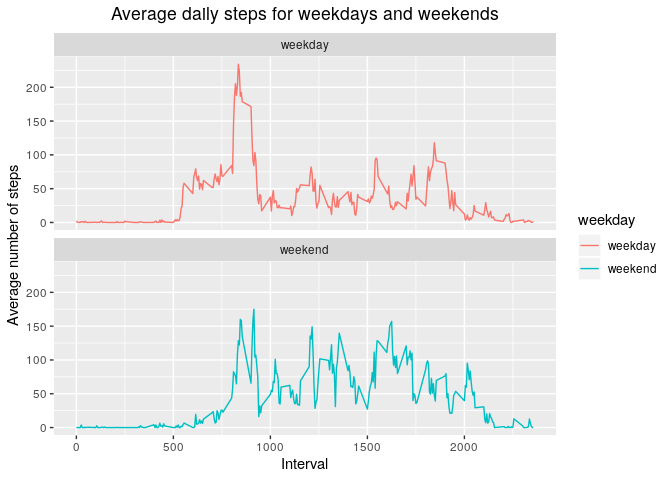 Average daily steps for weekdays and weekends
weekday
200
150
100
50
0
weekend
200
150
100
50
0
0 500 1000 1500 2000
Interval
Average number of steps
weekday
weekday
weekend